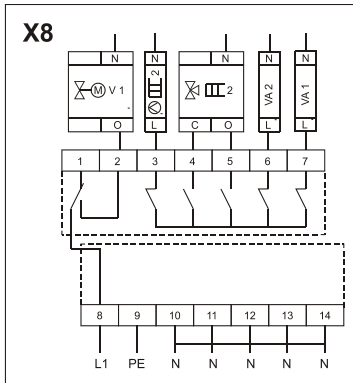 X8
N N N N N
M V 1 2 2 VA 2 VA 1
O L C O L L
1 2 3 4 5 6 7
8 9 10 11 12 13 14
L1 PE N N N N N